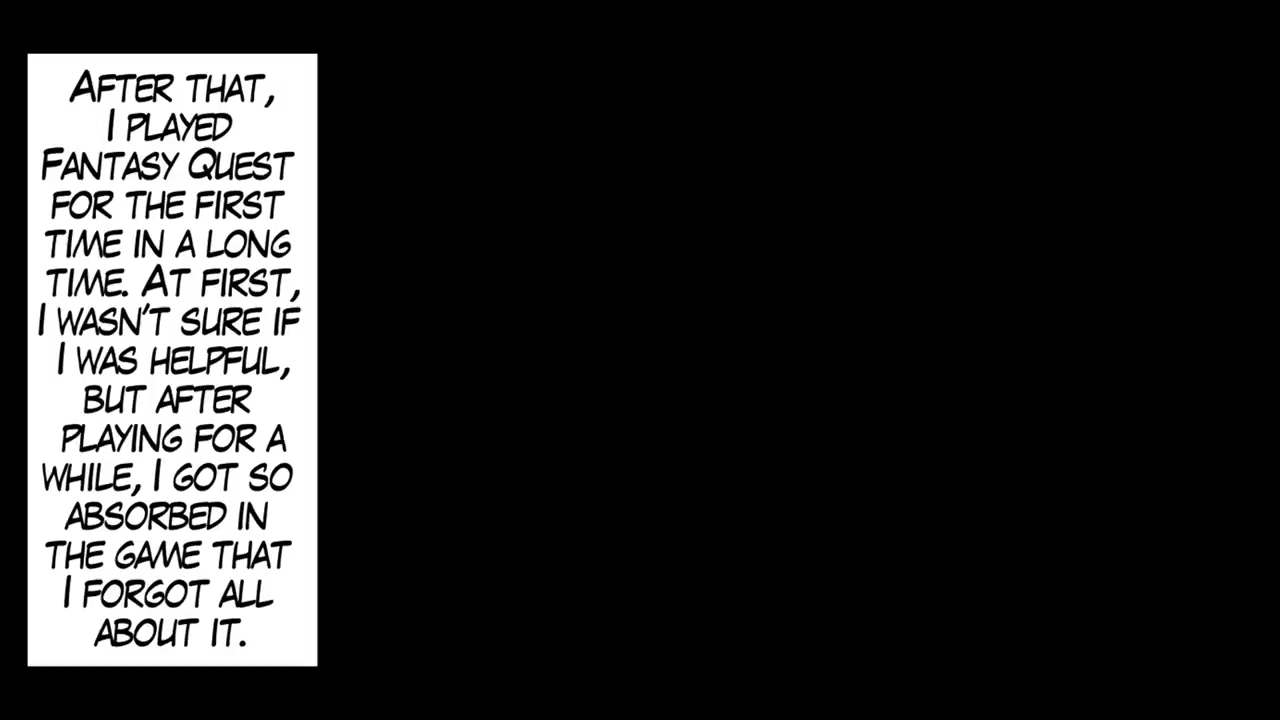 After that,
I played
Fantasy Quest
for the first
time in a long
time. At first,
I wasn't sure if
I was helpful,
but after
playing for a
while, I got so
absorbed in
the game that
I forgot all
about it.